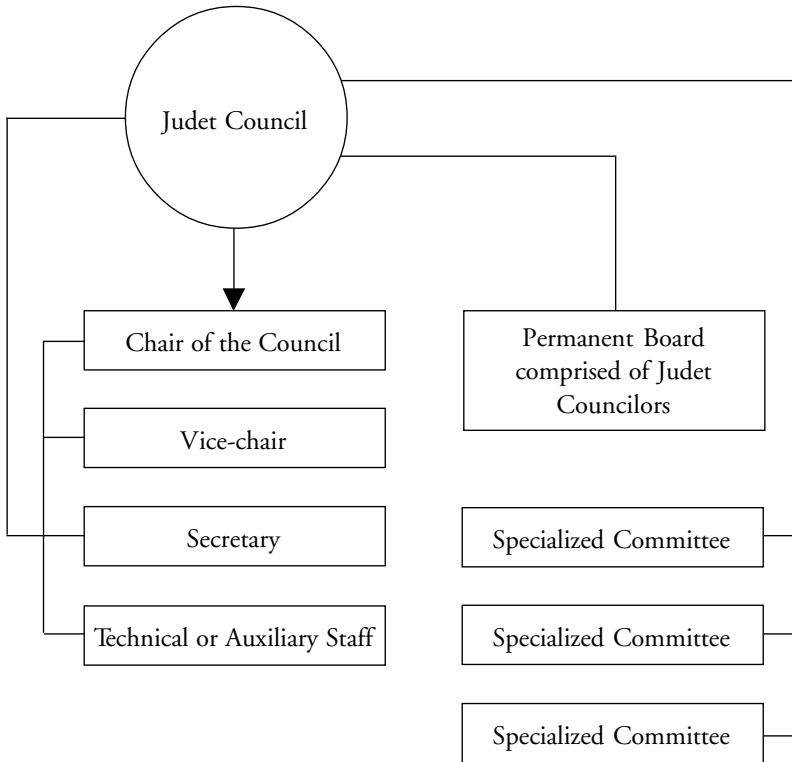 Judet Council
Chair of the Council
Permanent Board
comprised of Judet
Councilors
Vice-chair
Secretary
Specialized Committee
Technical or Auxiliary Staff
Specialized Committee
Specialized Committee